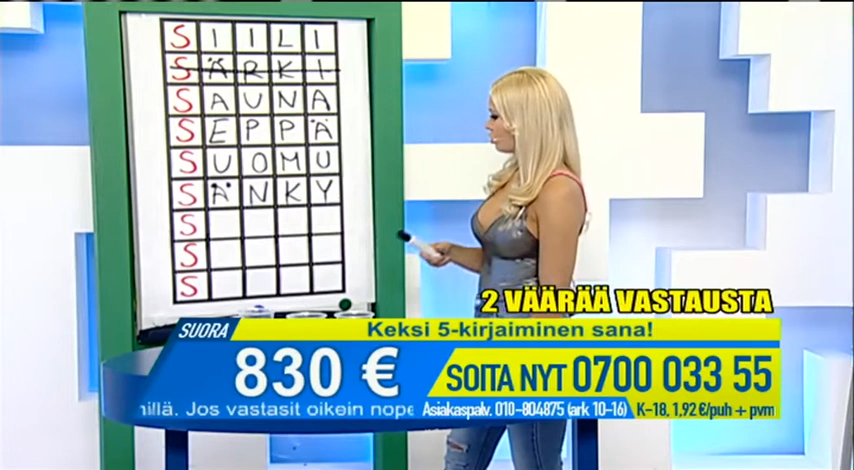 SIILI
SÄRKI
SAUNA
SEPPÄ
SUOMU
SÄNKY
S
S
S
2 VÄÄRÄÄ VASTAUSTA
SUORA
Keksi 5-kirjaiminen sana!
830 €
SOITA NYT 0700 033 55
nillä. Jos vastasit oikein nope
Asiakaspalv. 010-804875 (ark 10-16)
K-18, 1,92 €/puh + pvm